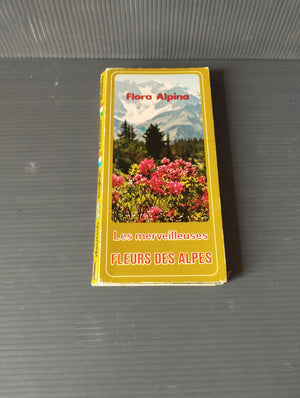 Flora Alpina
Les merveilleuses
FLEURS DES ALPES